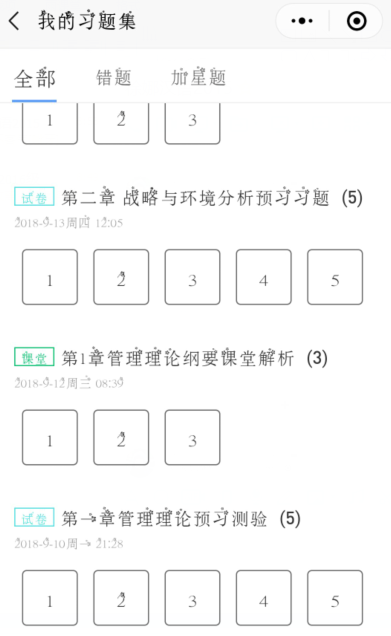 我的习题集
全部 错题 加星题
1 2 3
试卷 第二章 战略与环境分析预习习题 (5)
2018-9-13周四 12:05
1 2 3 4 5
课堂 第1章管理理论纲要课堂解析 (3)
2018-9-12周三 08:39
1 2 3
试卷 第一章管理理论预习测验 (5)
2018-9-10周一 21:28
1 2 3 4 5